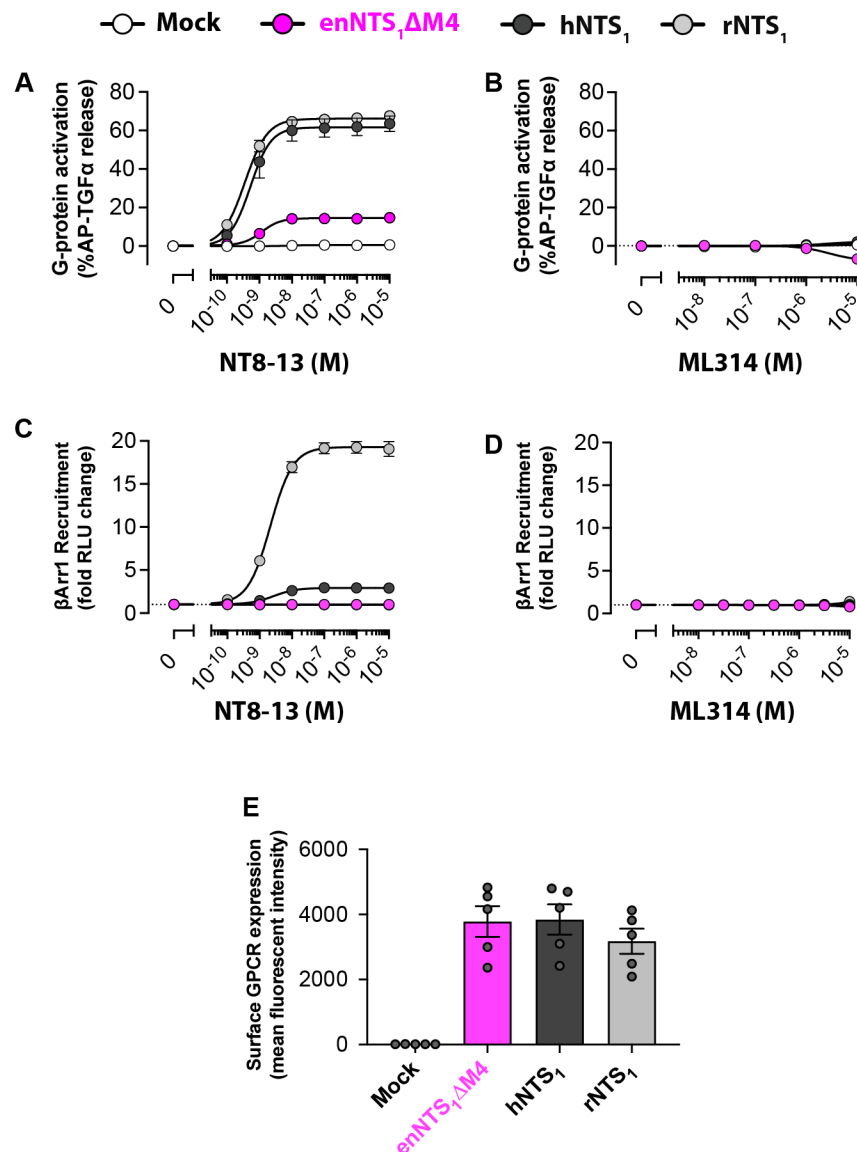 Mock enNTS₁ΔM4 hNTS₁ rNTS₁
A
G-protein activation
(%AP-TGFα release)
80
60
40
20
0
0 10⁻¹⁰ 10⁻⁹ 10⁻⁸ 10⁻⁷ 10⁻⁶ 10⁻⁵
NT8-13 (M)
B
G-protein activation
(%AP-TGFα release)
80
60
40
20
0
0 10⁻⁸ 10⁻⁷ 10⁻⁶ 10⁻⁵
ML314 (M)
C
βArr1 Recruitment
(fold RLU change)
20
15
10
5
0
0 10⁻¹⁰ 10⁻⁹ 10⁻⁸ 10⁻⁷ 10⁻⁶ 10⁻⁵
NT8-13 (M)
D
βArr1 Recruitment
(fold RLU change)
20
15
10
5
0
0 10⁻⁸ 10⁻⁷ 10⁻⁶ 10⁻⁵
ML314 (M)
E
Surface GPCR expression
(mean fluorescent intensity)
6000
4000
2000
0
Mock enNTS₁ΔM4 hNTS₁ rNTS₁